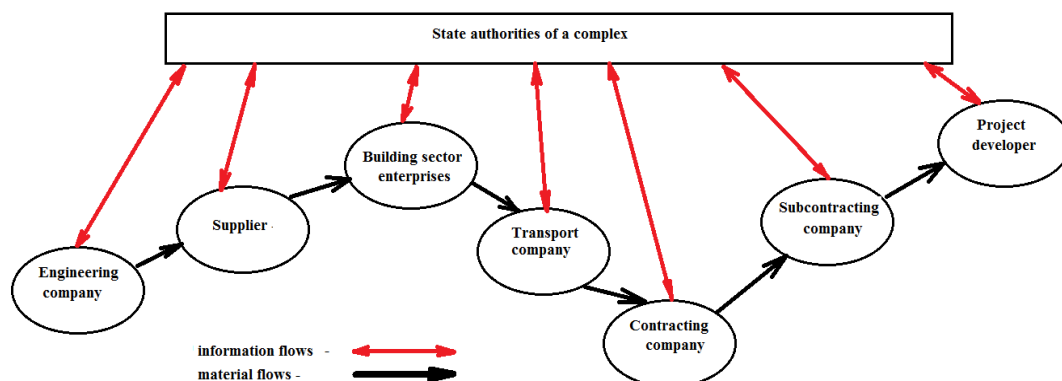 State authorities of a complex
Project
developer
Building sector
enterprises
Subcontracting
company
Supplier -
Transport
company
Engineering
company
Contracting
company
information flows -
material flows -